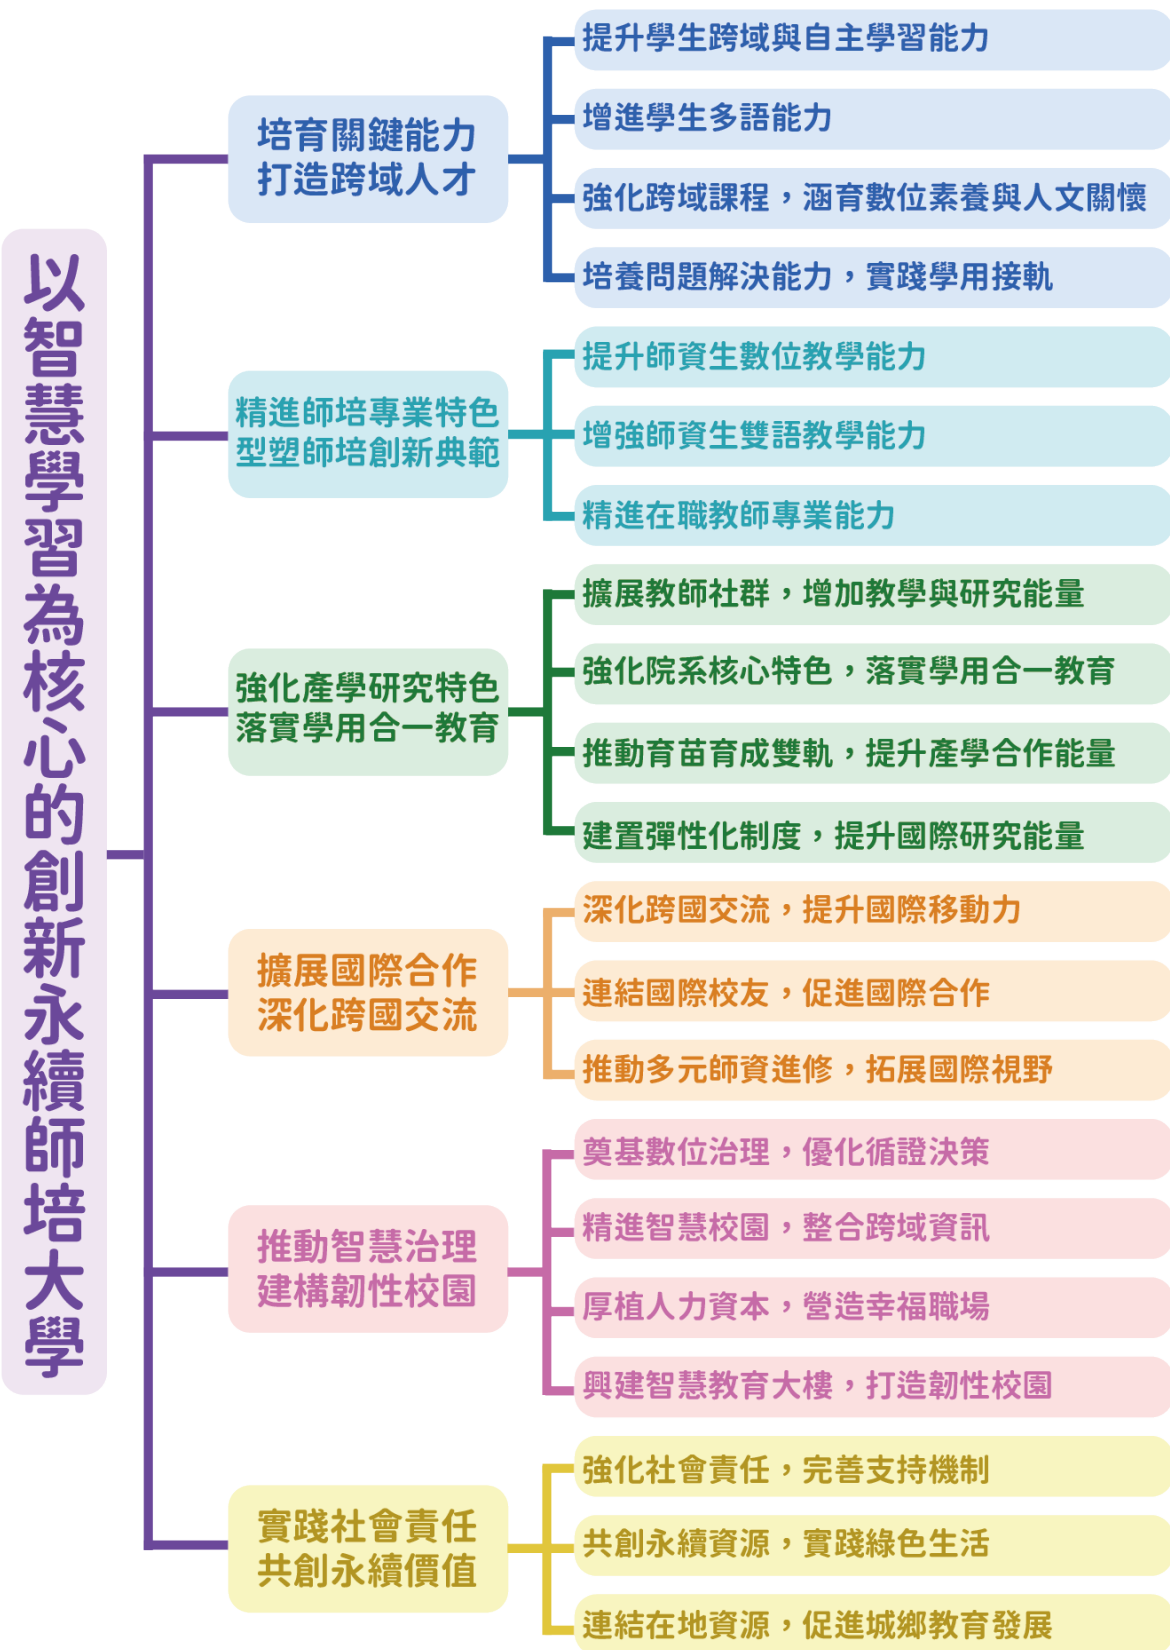 以智慧學習為核心的創新永續師培大學
培育關鍵能力
打造跨域人才
提升學生跨域與自主學習能力
增進學生多語能力
強化跨域課程，涵育數位素養與人文關懷
培養問題解決能力，實踐學用接軌
精進師培專業特色
型塑師培創新典範
提升師資生數位教學能力
增強師資生雙語教學能力
精進在職教師專業能力
強化產學研究特色
落實學用合一教育
擴展教師社群，增加教學與研究能量
強化院系核心特色，落實學用合一教育
推動育苗育成雙軌，提升產學合作能量
建置彈性化制度，提升國際研究能量
擴展國際合作
深化跨國交流
深化跨國交流，提升國際移動力
連結國際校友，促進國際合作
推動多元師資進修，拓展國際視野
推動智慧治理
建構韌性校園
奠基數位治理，優化循證決策
精進智慧校園，整合跨域資訊
厚植人力資本，營造幸福職場
興建智慧教育大樓，打造韌性校園
實踐社會責任
共創永續價值
強化社會責任，完善支持機制
共創永續資源，實踐綠色生活
連結在地資源，促進城鄉教育發展